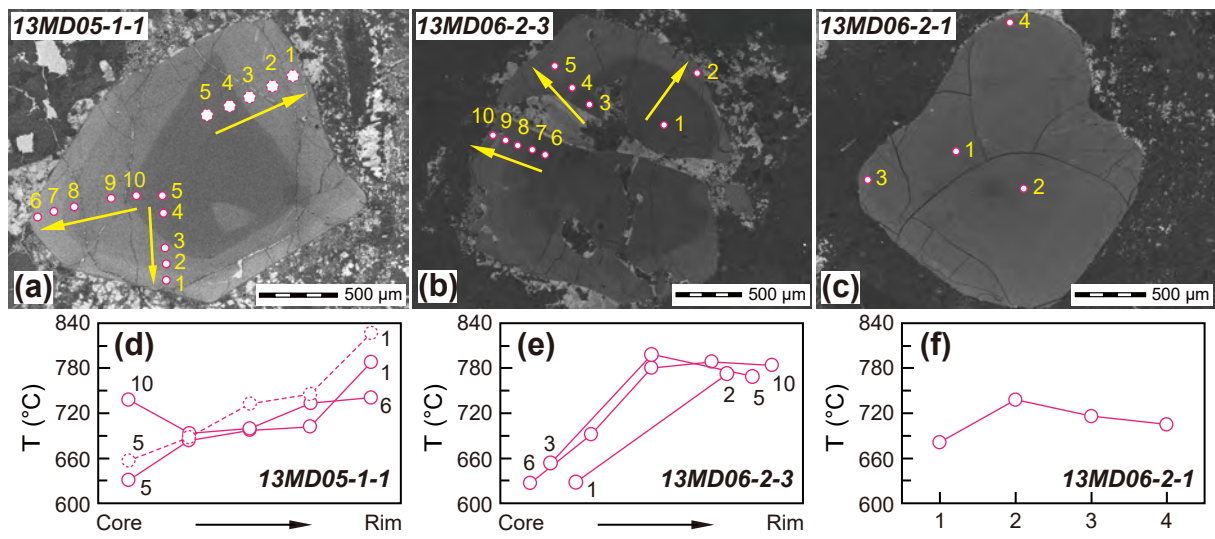 13MD05-1-1
5 4 3 2 1
6 7 8 9 10 5
4
3
2
1
(a)
500 μm
13MD06-2-3
5
4
3
2
1
10 9 8 7 6
(b)
500 μm
13MD06-2-1
4
1
3
2
(c)
500 μm
T (°C)
840
780
720
660
600
(d)
10
5
5
1
1
6
13MD05-1-1
Core
Rim
T (°C)
840
780
720
660
600
(e)
6
3
1
2
5
10
13MD06-2-3
Core
Rim
T (°C)
840
780
720
660
600
(f)
13MD06-2-1
1 2 3 4